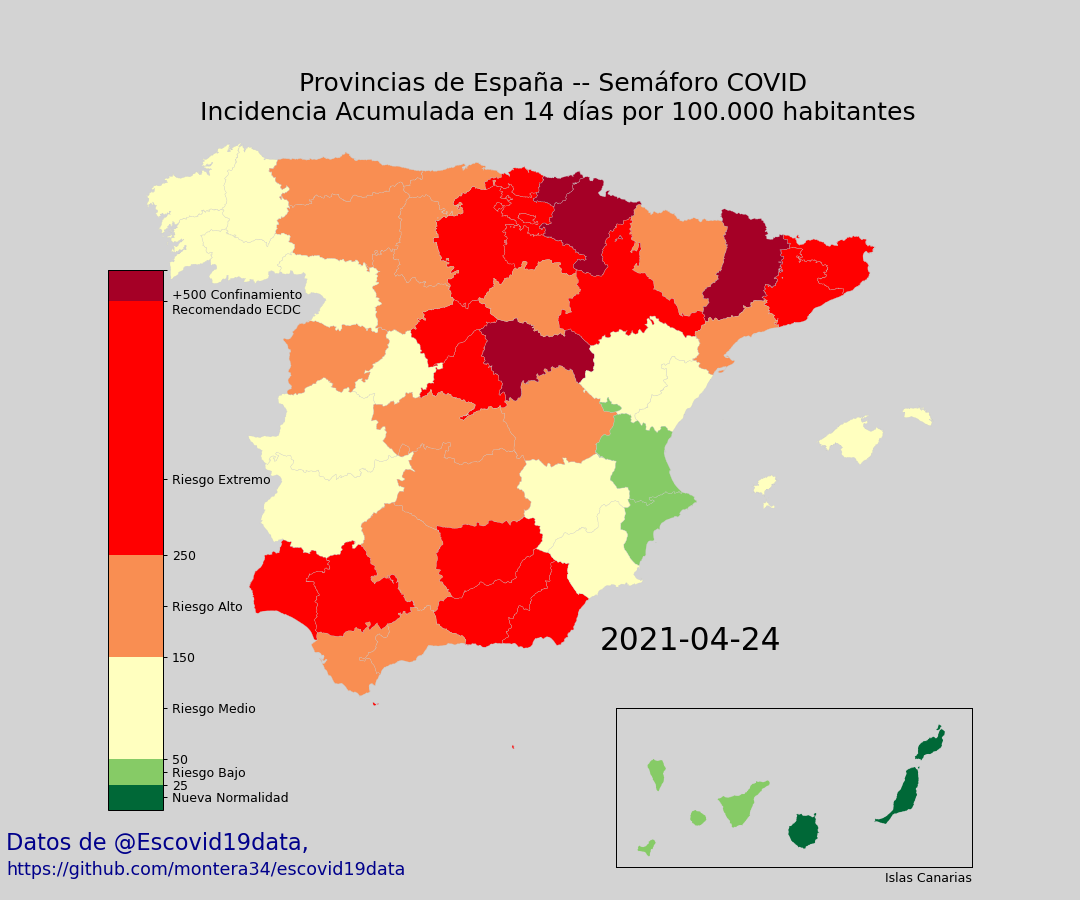 Provincias de España -- Semáforo COVID
Incidencia Acumulada en 14 días por 100.000 habitantes
+500 Confinamiento
Recomendado ECDC
Riesgo Extremo
250
Riesgo Alto
150
Riesgo Medio
50
Riesgo Bajo
25
Nueva Normalidad
2021-04-24
Islas Canarias
Datos de @Escovid19data,
https://github.com/montera34/escovid19data